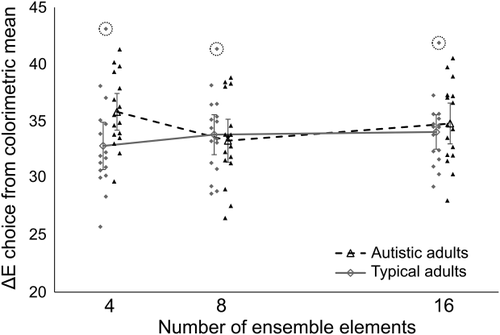 ΔE choice from colorimetric mean
45
40
35
30
25
20
4
8
16
Number of ensemble elements
Autistic adults
Typical adults